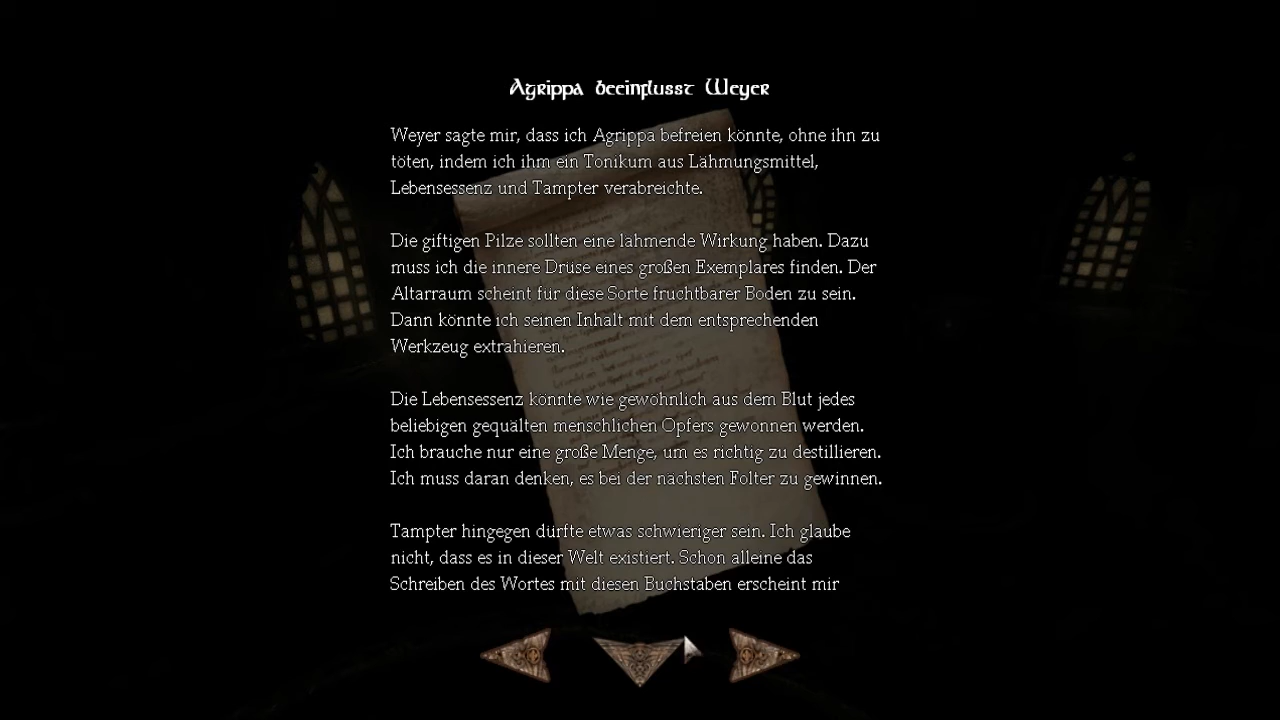 Agrippa beeinflusst Weyer
Weyer sagte mir, dass ich Agrippa befreien könnte, ohne ihn zu
töten, indem ich ihm ein Tonikum aus Lähmungsmittel,
Lebensessenz und Tampter verabreichte.
Die giftigen Pilze sollten eine lähmende Wirkung haben. Dazu
muss ich die innere Drüse eines großen Exemplares finden. Der
Altarraum scheint für diese Sorte fruchtbarer Boden zu sein.
Dann könnte ich seinen Inhalt mit dem entsprechenden
Werkzeug extrahieren.
Die Lebensessenz könnte wie gewöhnlich aus dem Blut jedes
beliebigen gequälten menschlichen Opfers gewonnen werden.
Ich brauche nur eine große Menge, um es richtig zu destillieren.
Ich muss daran denken, es bei der nächsten Folter zu gewinnen.
Tampter hingegen dürfte etwas schwieriger sein. Ich glaube
nicht, dass es in dieser Welt existiert. Schon alleine das
Schreiben des Wortes mit diesen Buchstaben erscheint mir